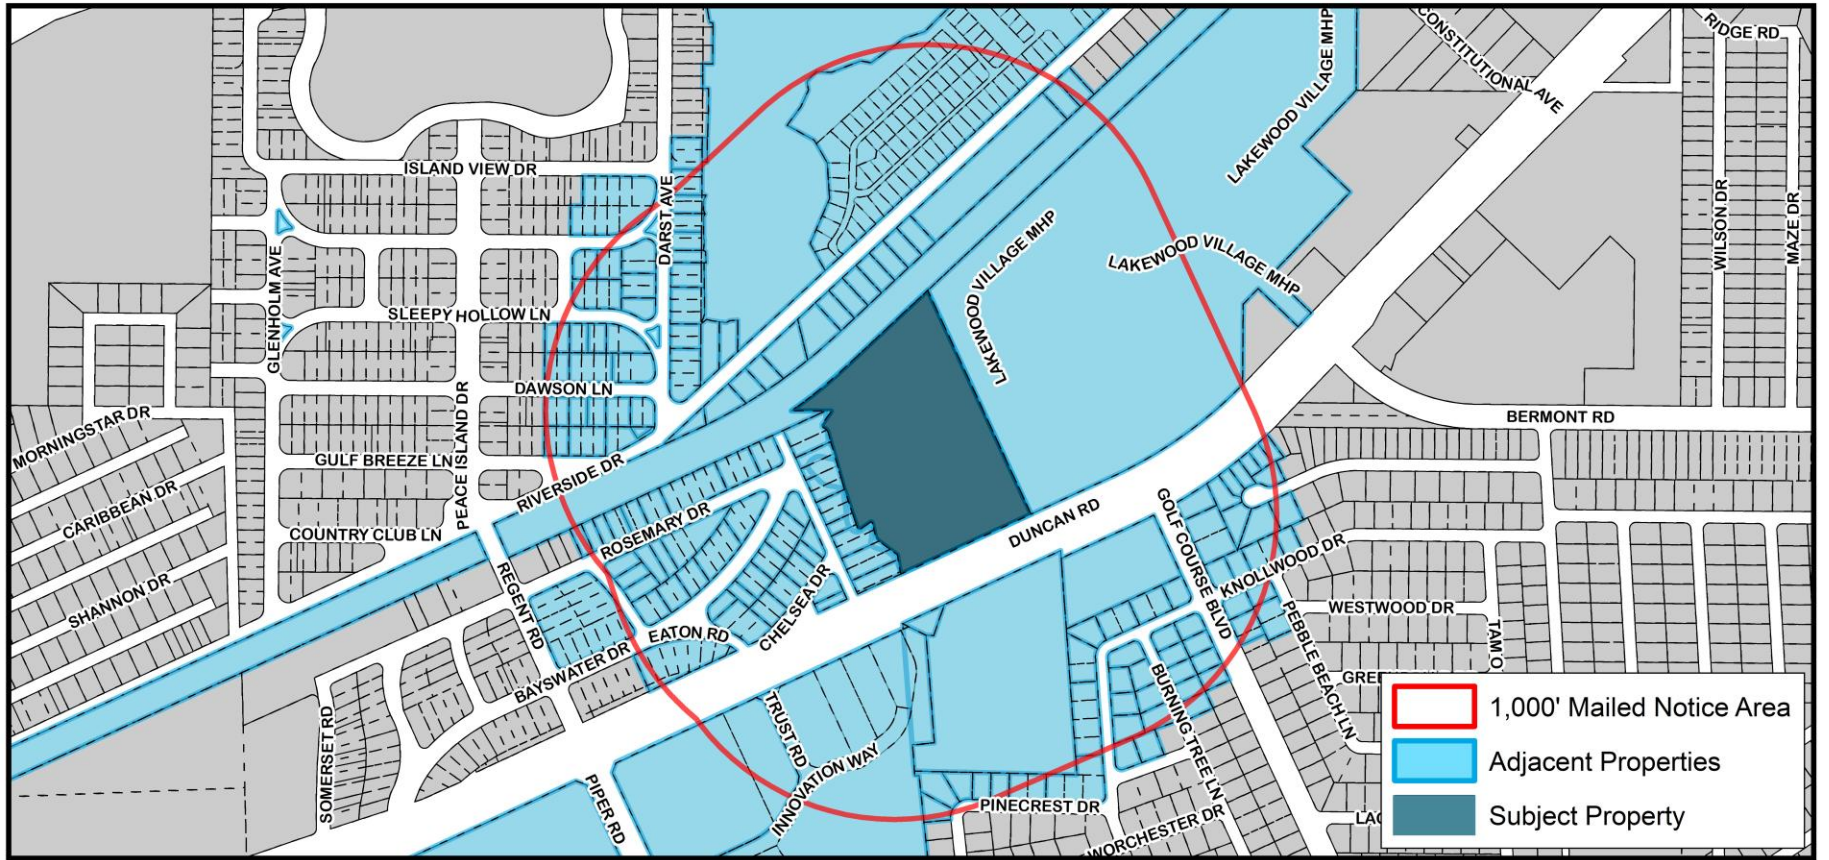 CONSTITUTIONAL AVE
RIDGE RD
LAKEWOOD VILLAGE MHP
ISLAND VIEW DR
DARST AVE
WILSON DR
MAZE DR
GLENHOLM AVE
LAKEWOOD VILLAGE MHP
LAKEWOOD VILLAGE MHP
SLEEPY HOLLOW LN
DAWSON LN
PEACE ISLAND DR
MORNINGSTAR DR
BERMONT RD
GULF BREEZE LN
RIVERSIDE DR
CARIBBEAN DR
COUNTRY CLUB LN
ROSEMARY DR
DUNCAN RD
GOLF COURSE BLVD
KNOLLWOOD DR
SHANNON DR
REGENT RD
CHELSEA DR
EATON RD
WESTWOOD DR
TAM O
PEBBLE BEACH LN
BAYSWATER DR
BURNING TREE LN
SOMERSET RD
TRUST RD
INNOVATION WAY
PIPER RD
PINECREST DR
WORCHESTER DR
1,000' Mailed Notice Area
Adjacent Properties
Subject Property